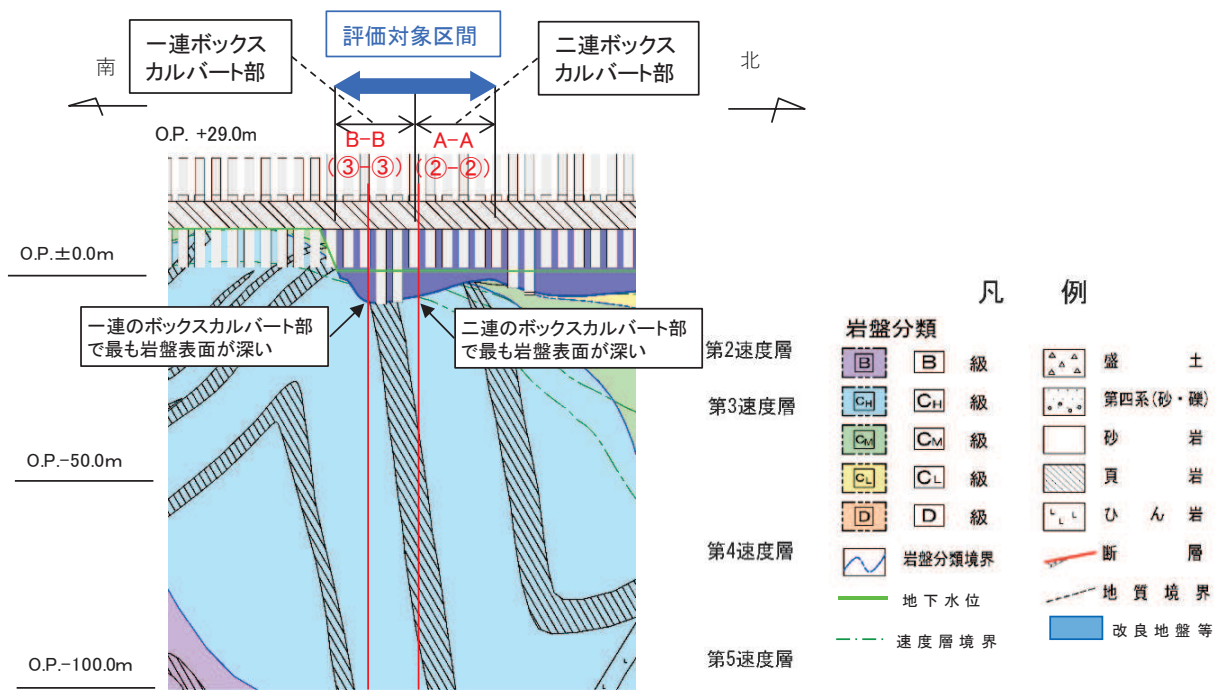 評価対象区間
一連ボックス
カルバート部
二連ボックス
カルバート部
南
北
O.P. +29.0m
B-B
(③-③)
A-A
(②-②)
O.P.±0.0m
一連のボックスカルバート部
で最も岩盤表面が深い
二連のボックスカルバート部
で最も岩盤表面が深い
O.P.-50.0m
O.P.-100.0m
第2速度層
第3速度層
第4速度層
第5速度層
凡 例
岩盤分類
B B 級
CH CH 級
CM CM 級
CL CL 級
D D 級
岩盤分類境界
地下水位
速度層境界
盛 土
第四系(砂・礫)
砂 岩
頁 岩
ひ ん 岩
断 層
地 質 境 界
改良地盤等